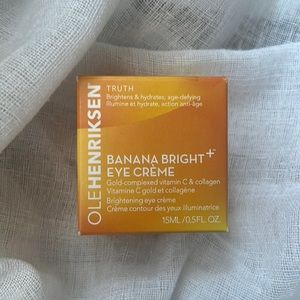 OLEHENRIKSEN
TRUTH
Brightens & hydrates, age-defying
Illumine et hydrate, action anti-âge
BANANA BRIGHT+
EYE CRÈME
Gold-complexed vitamin C & collagen
Vitamine C gold et collagène
Brightening eye crème
Crème contour des yeux illuminatrice
15ML/0.5FL. OZ.